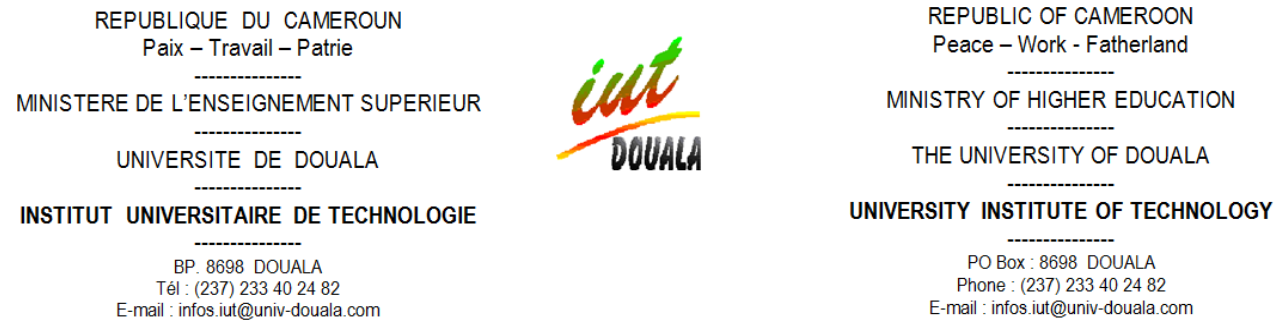 REPUBLIQUE DU CAMEROUN
Paix – Travail – Patrie
---------------
MINISTERE DE L'ENSEIGNEMENT SUPERIEUR
---------------
UNIVERSITE DE DOUALA
---------------
INSTITUT UNIVERSITAIRE DE TECHNOLOGIE
---------------
BP. 8698 DOUALA
Tél : (237) 233 40 24 82
E-mail : infos.iut@univ-douala.com
iut
DOUALA
REPUBLIC OF CAMEROON
Peace – Work - Fatherland
---------------
MINISTRY OF HIGHER EDUCATION
---------------
THE UNIVERSITY OF DOUALA
---------------
UNIVERSITY INSTITUTE OF TECHNOLOGY
---------------
PO Box : 8698 DOUALA
Phone : (237) 233 40 24 82
E-mail : infos.iut@univ-douala.com